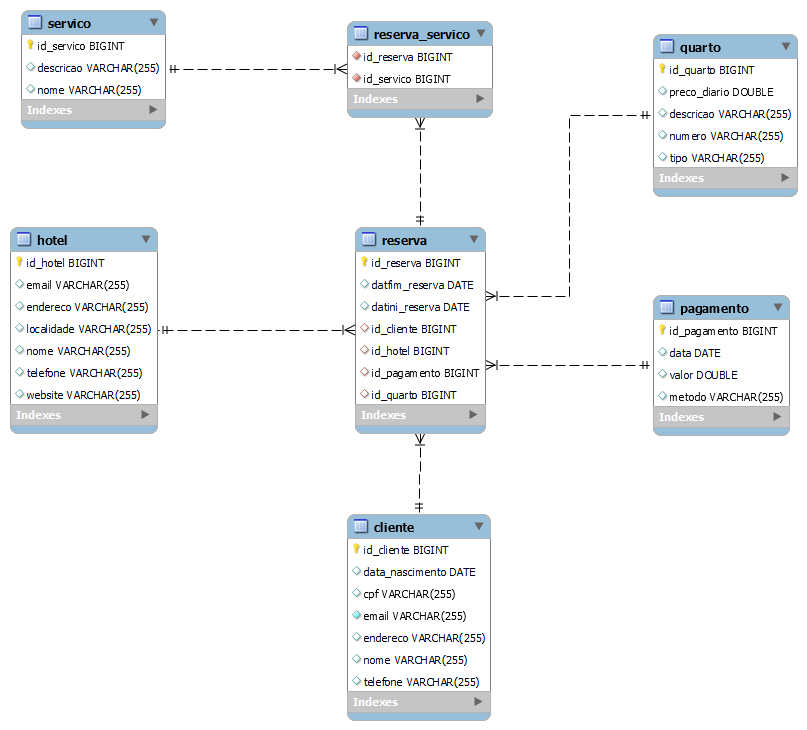 servico
id_servico BIGINT
descricao VARCHAR(255)
nome VARCHAR(255)
Indexes
reserva_servico
id_reserva BIGINT
id_servico BIGINT
Indexes
quarto
id_quarto BIGINT
preco_diario DOUBLE
descricao VARCHAR(255)
numero VARCHAR(255)
tipo VARCHAR(255)
Indexes
hotel
id_hotel BIGINT
email VARCHAR(255)
endereco VARCHAR(255)
localidade VARCHAR(255)
nome VARCHAR(255)
telefone VARCHAR(255)
website VARCHAR(255)
Indexes
reserva
id_reserva BIGINT
datfim_reserva DATE
datini_reserva DATE
id_cliente BIGINT
id_hotel BIGINT
id_pagamento BIGINT
id_quarto BIGINT
Indexes
pagamento
id_pagamento BIGINT
data DATE
valor DOUBLE
metodo VARCHAR(255)
Indexes
cliente
id_cliente BIGINT
data_nascimento DATE
cpf VARCHAR(255)
email VARCHAR(255)
endereco VARCHAR(255)
nome VARCHAR(255)
telefone VARCHAR(255)
Indexes